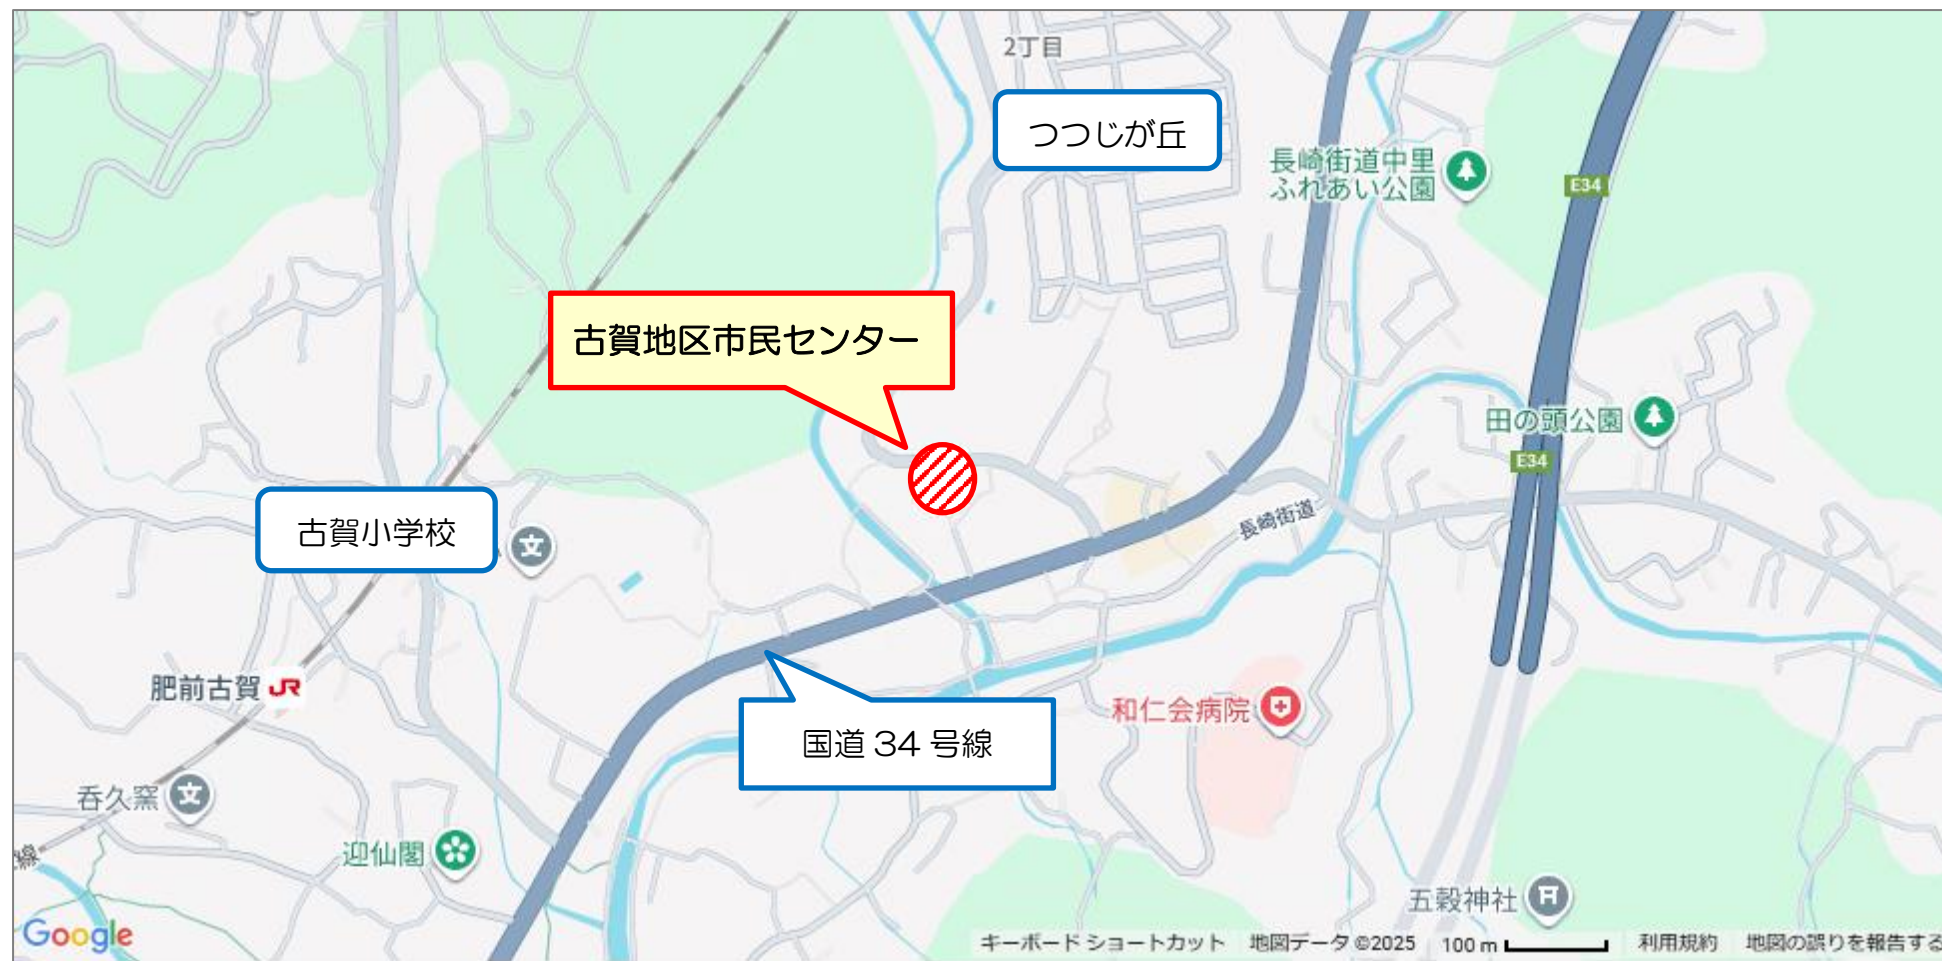 2丁目
つつじが丘
長崎街道中里
ふれあい公園
E34
古賀地区市民センター
田の頭公園
E34
古賀小学校
文
長崎街道
肥前古賀 JR
和仁会病院
国道 34 号線
呑久窯 文
迎仙閣
線
五穀神社
Google
キーボード ショートカット 地図データ ©2025 100 m 利用規約 地図の誤りを報告する